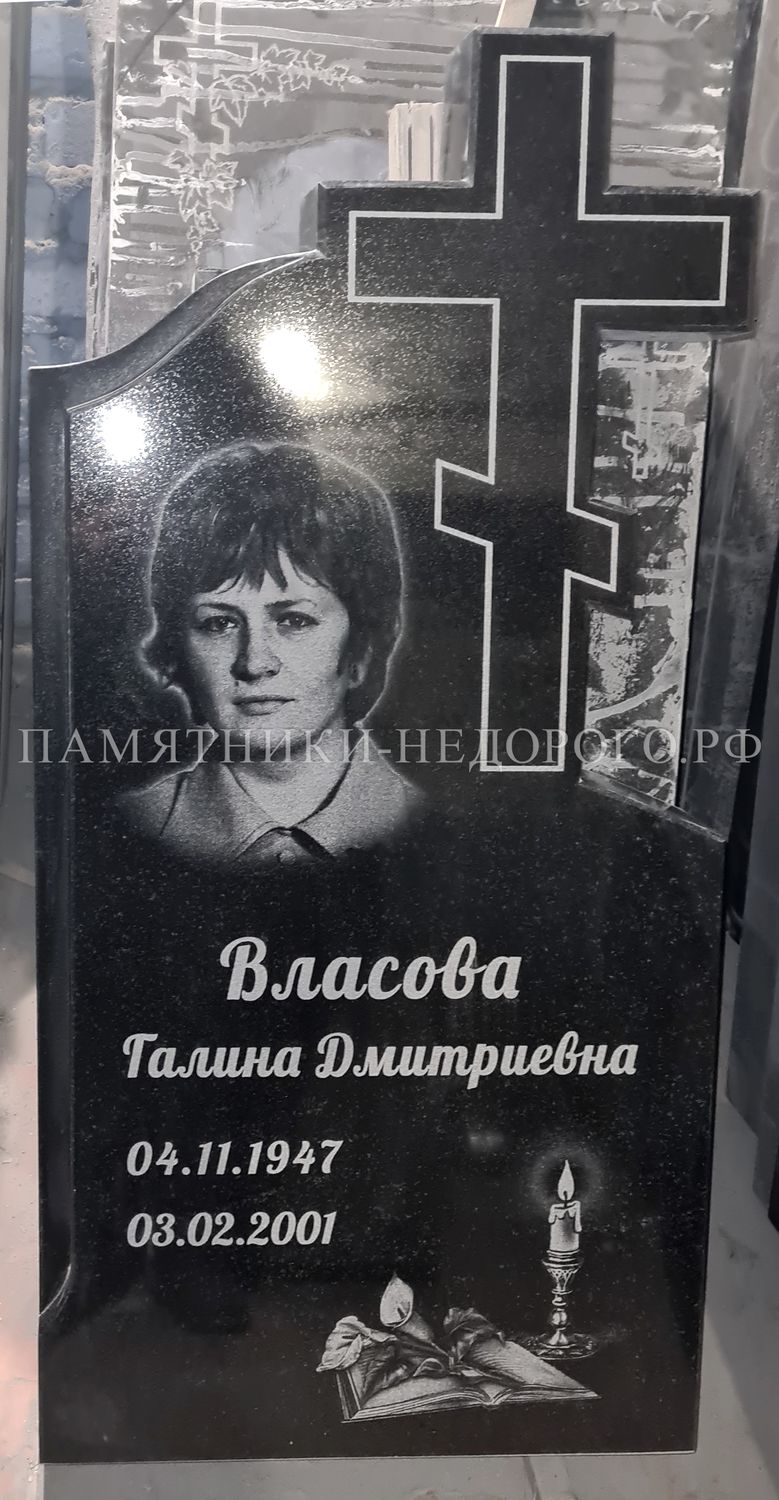 ПАМЯТНИКИ-НЕДОРОГО.РФ
Власова
Галина Дмитриевна
04.11.1947
03.02.2001